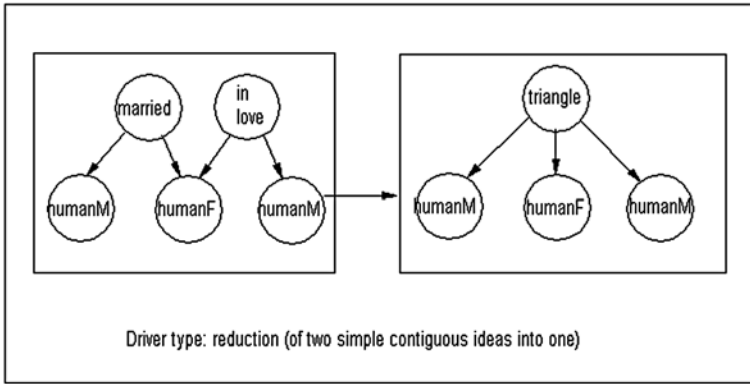 married
in
love
triangle
humanM
humanF
humanM
humanM
humanF
humanM
Driver type: reduction (of two simple contiguous ideas into one)